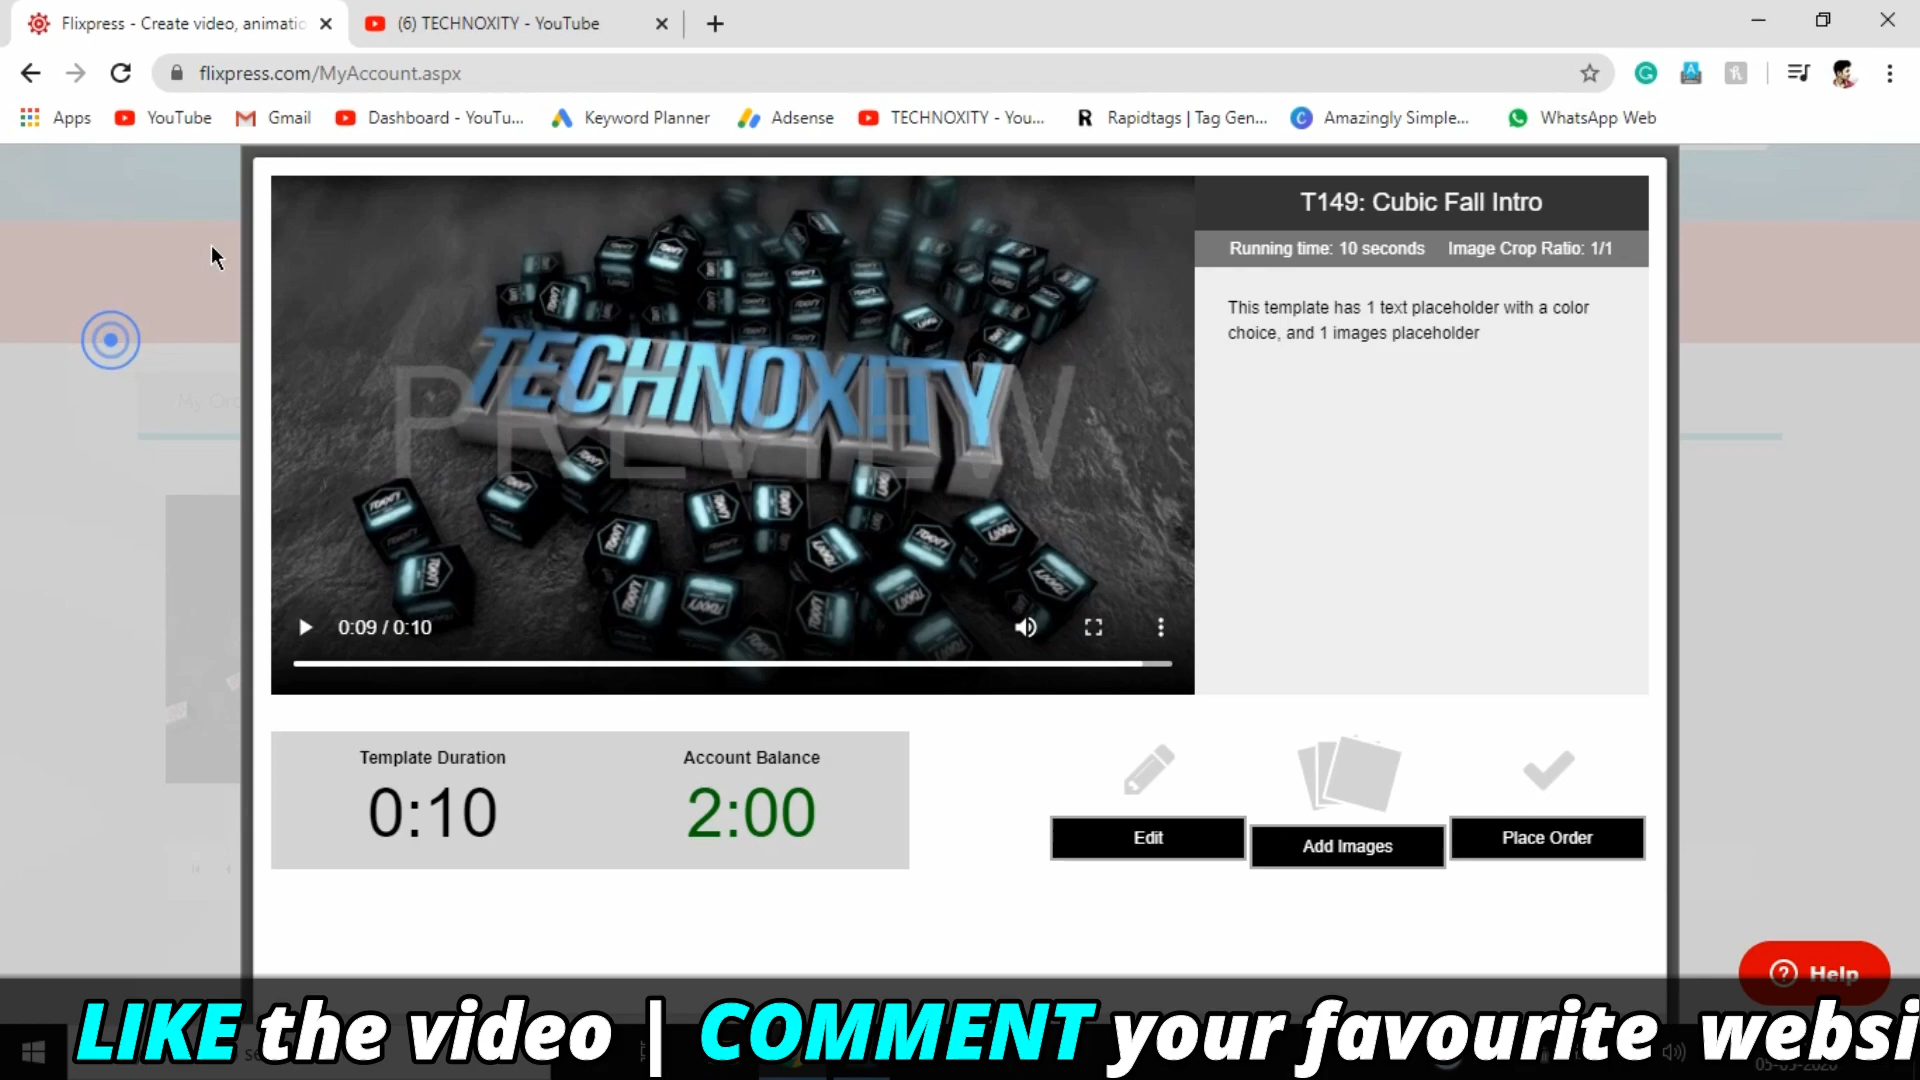 Flixpress - Create video, animatio
(6) TECHNOXITY - YouTube
flixpress.com/MyAccount.aspx
Apps
YouTube
Gmail
Dashboard - YouTu...
Keyword Planner
Adsense
TECHNOXITY - You...
Rapidtags | Tag Gen...
Amazingly Simple...
WhatsApp Web
T149: Cubic Fall Intro
Running time: 10 seconds Image Crop Ratio: 1/1
This template has 1 text placeholder with a color
choice, and 1 images placeholder
TECHNOXITY
PREVIEW
My Ord
0:09 / 0:10
Template Duration
0:10
Account Balance
2:00
Edit
Add Images
Place Order
Help
LIKE the video | COMMENT your favourite websi